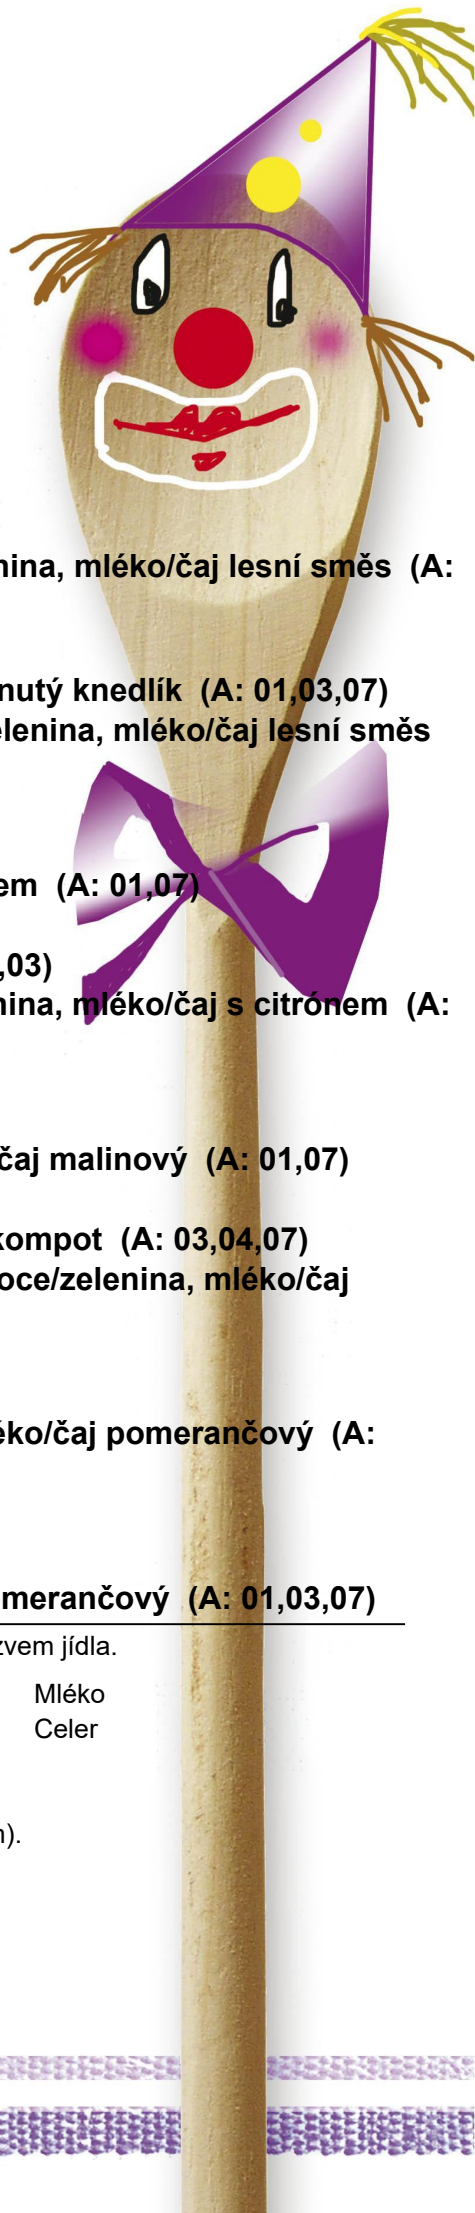 nina, mléko/čaj lesní směs (A:
nutý knedlík (A: 01,03,07)
elenina, mléko/čaj lesní směs
em (A: 01,07)
,03)
nina, mléko/čaj s citrónem (A:
čaj malinový (A: 01,07)
kompot (A: 03,04,07)
oce/zelenina, mléko/čaj
éko/čaj pomerančový (A:
merančový (A: 01,03,07)
zvem jídla.
Mléko
Celer
n).